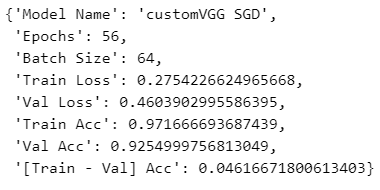 {'Model Name': 'customVGG SGD',
'Epochs': 56,
'Batch Size': 64,
'Train Loss': 0.2754226624965668,
'Val Loss': 0.4603902995586395,
'Train Acc': 0.971666693687439,
'Val Acc': 0.9254999756813049,
'[Train - Val] Acc': 0.04616671800613403}